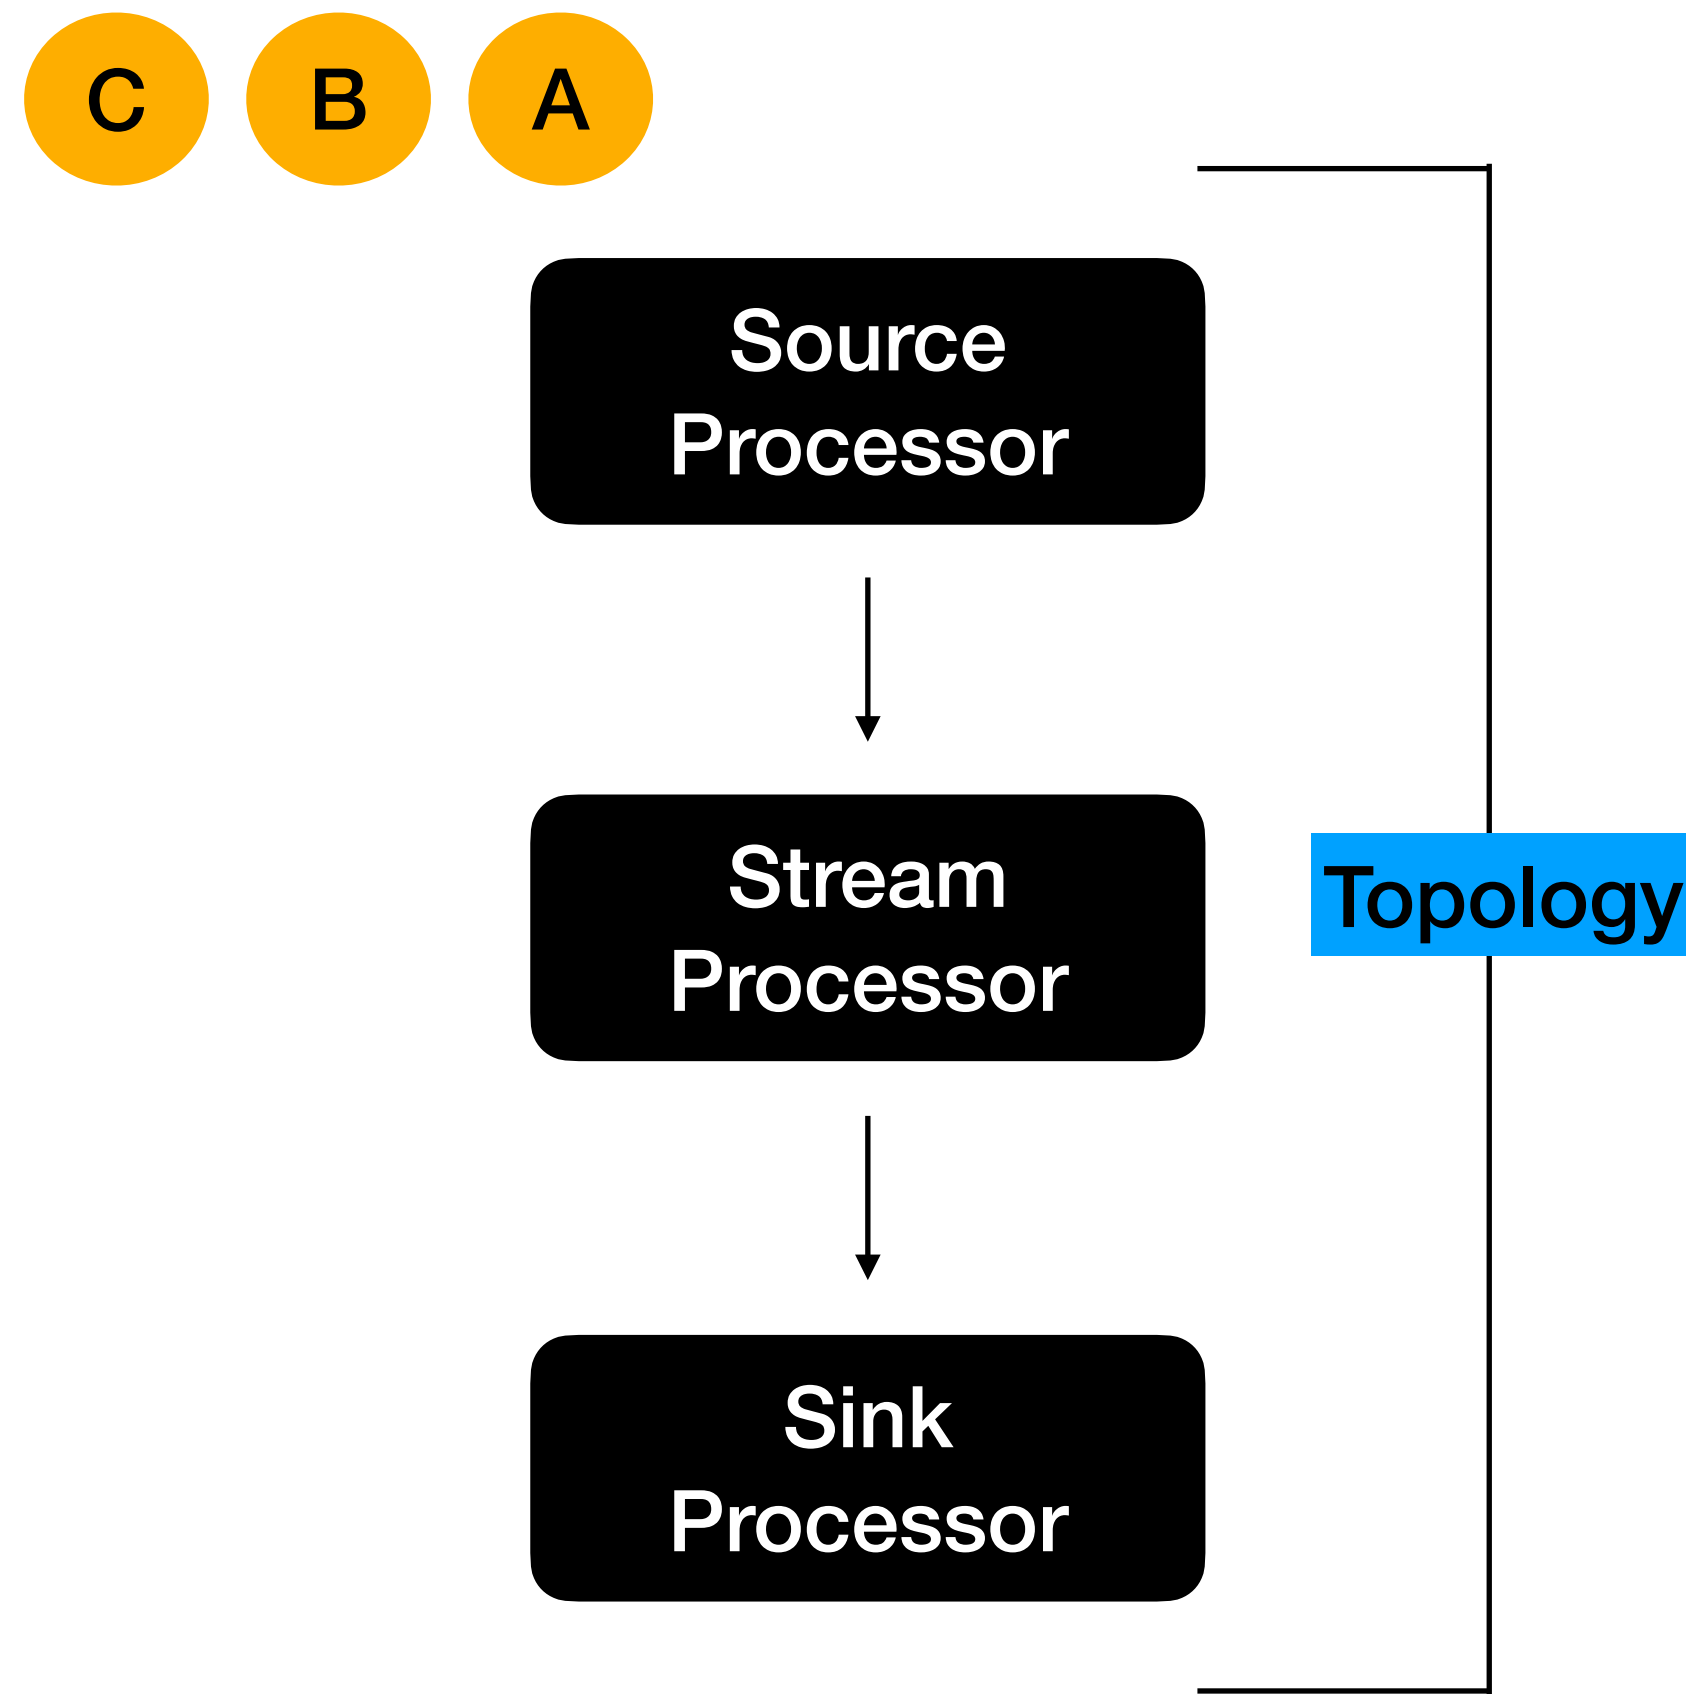 C B A
Source
Processor
Stream
Processor
Topology
Sink
Processor